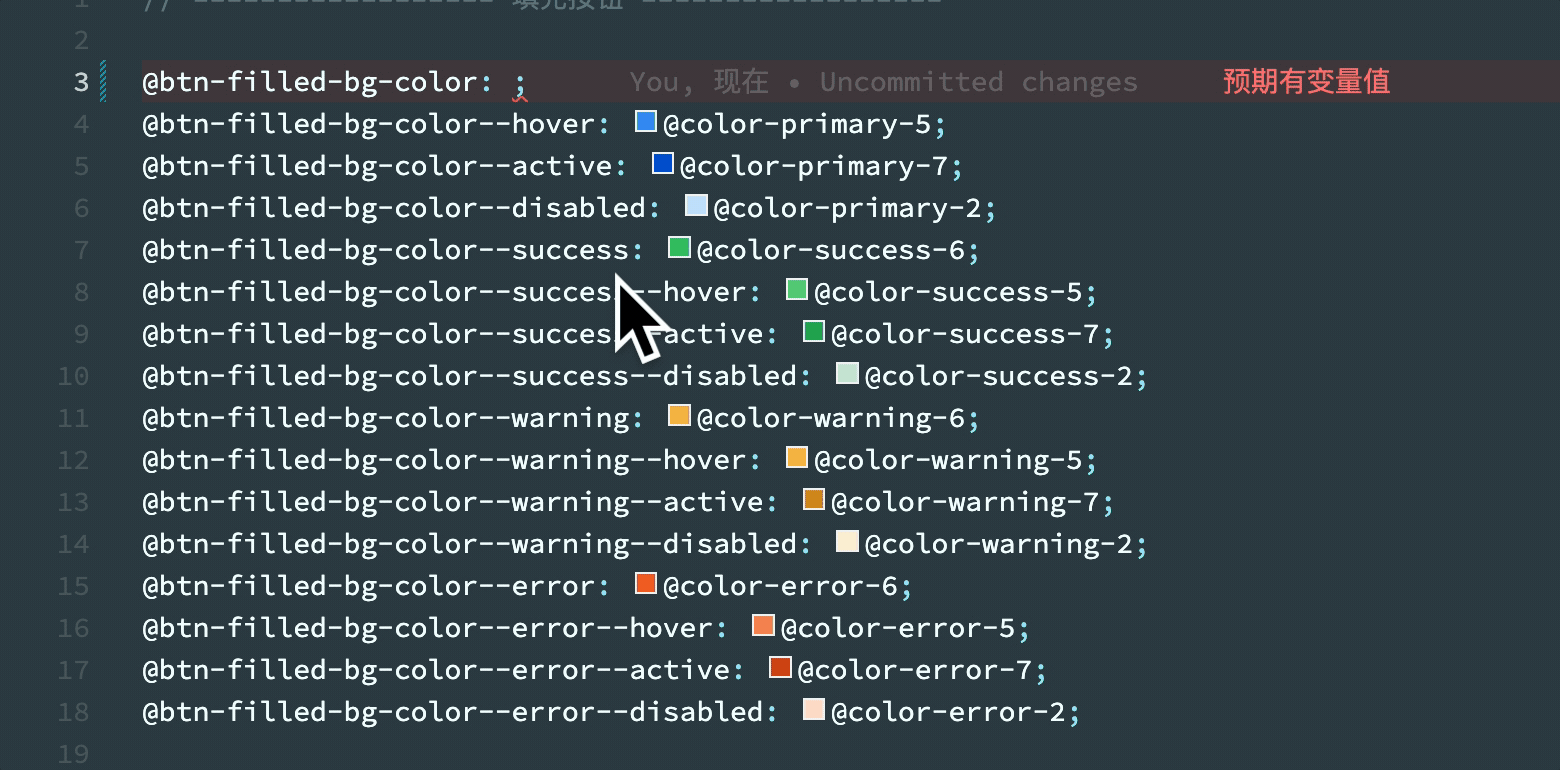 1 // ------------------ 填充按钮 ------------------
2
3 @btn-filled-bg-color: ; You, 现在 • Uncommitted changes 预期有变量值
4 @btn-filled-bg-color--hover: @color-primary-5;
5 @btn-filled-bg-color--active: @color-primary-7;
6 @btn-filled-bg-color--disabled: @color-primary-2;
7 @btn-filled-bg-color--success: @color-success-6;
8 @btn-filled-bg-color--success--hover: @color-success-5;
9 @btn-filled-bg-color--success--active: @color-success-7;
10 @btn-filled-bg-color--success--disabled: @color-success-2;
11 @btn-filled-bg-color--warning: @color-warning-6;
12 @btn-filled-bg-color--warning--hover: @color-warning-5;
13 @btn-filled-bg-color--warning--active: @color-warning-7;
14 @btn-filled-bg-color--warning--disabled: @color-warning-2;
15 @btn-filled-bg-color--error: @color-error-6;
16 @btn-filled-bg-color--error--hover: @color-error-5;
17 @btn-filled-bg-color--error--active: @color-error-7;
18 @btn-filled-bg-color--error--disabled: @color-error-2;
19